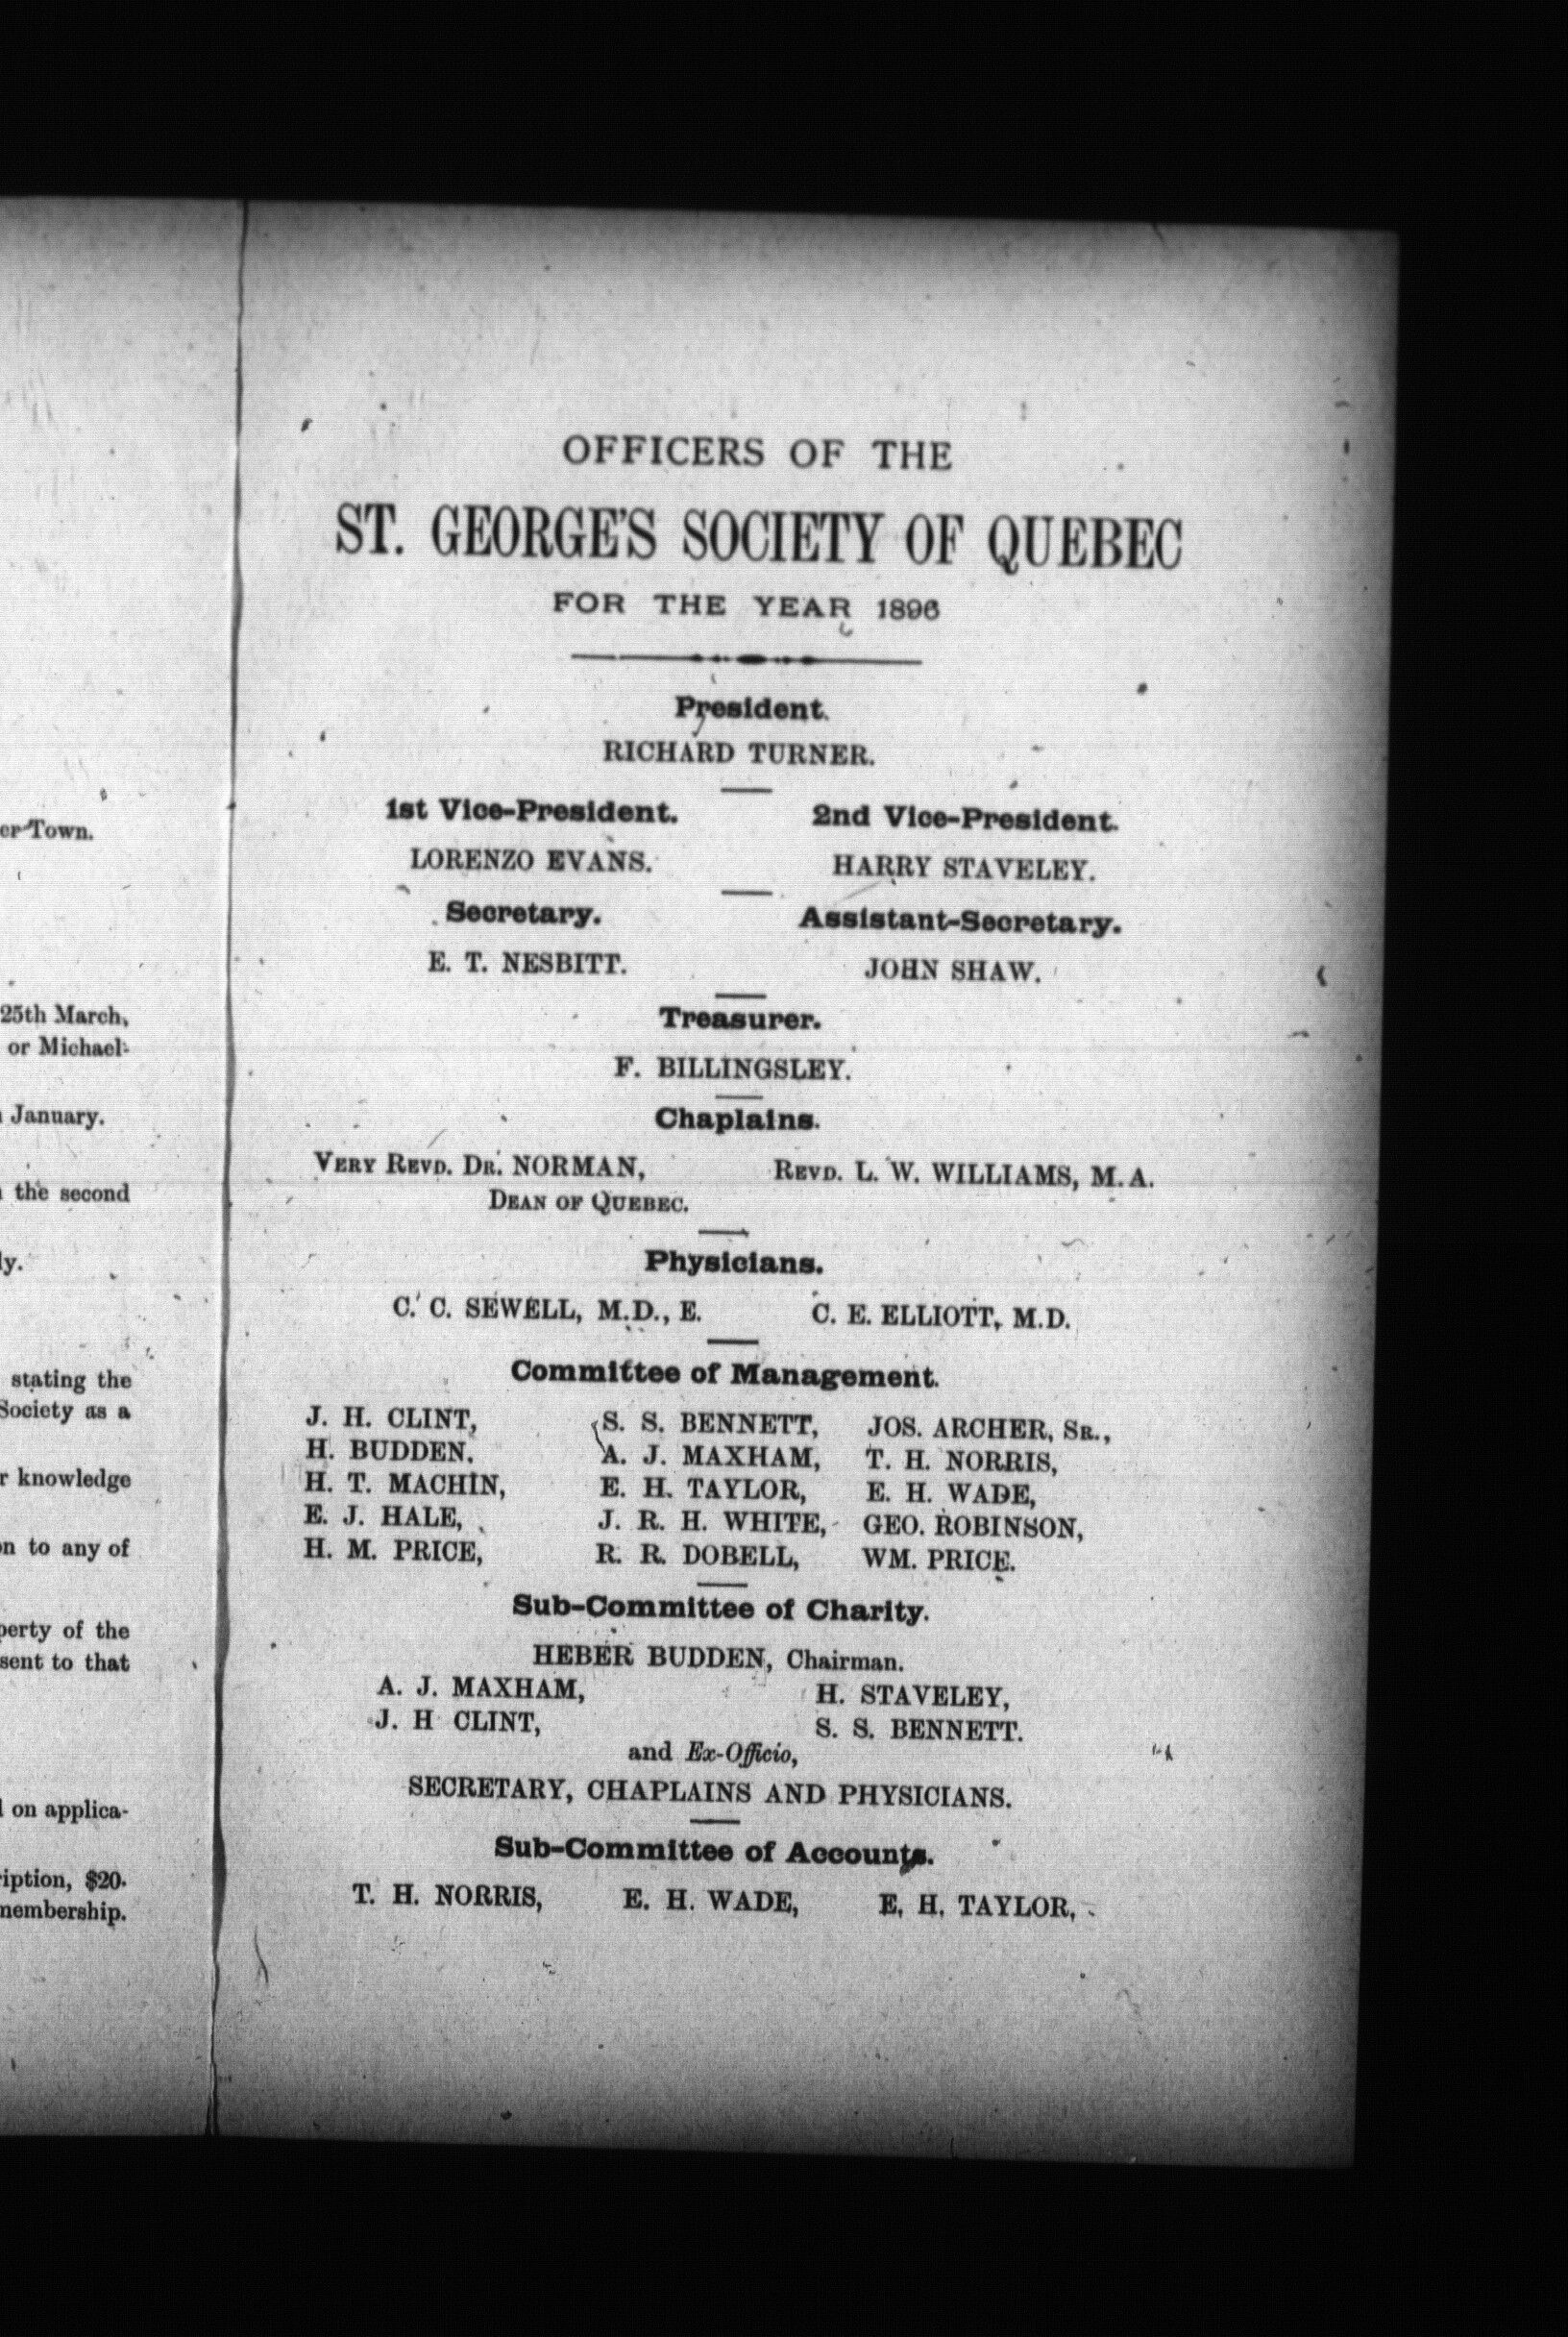 er Town.
25th March,
or Michael-
January.
the second
ly.
stating the
Society as a
knowledge
on to any of
perty of the
sent to that
on applica-
ription, $20.
membership.
OFFICERS OF THE
ST. GEORGE'S SOCIETY OF QUEBEC
FOR THE YEAR 1896
President.
RICHARD TURNER.
1st Vice-President. 2nd Vice-President.
LORENZO EVANS. HARRY STAVELEY.
Secretary. Assistant-Secretary.
E. T. NESBITT. JOHN SHAW.
Treasurer.
F. BILLINGSLEY.
Chaplains.
VERY REVD. DR. NORMAN, REVD. L. W. WILLIAMS, M. A.
DEAN OF QUEBEC.
Physicians.
C. C. SEWELL, M.D., E. C. E. ELLIOTT, M.D.
Committee of Management.
J. H. CLINT, S. S. BENNETT, JOS. ARCHER, SR.,
H. BUDDEN, A. J. MAXHAM, T. H. NORRIS,
H. T. MACHIN, E. H. TAYLOR, E. H. WADE,
E. J. HALE, J. R. H. WHITE, GEO. ROBINSON,
H. M. PRICE, R. R. DOBELL, WM. PRICE.
Sub-Committee of Charity.
HEBER BUDDEN, Chairman.
A. J. MAXHAM, H. STAVELEY,
J. H CLINT, S. S. BENNETT.
and Ex-Officio,
SECRETARY, CHAPLAINS AND PHYSICIANS.
Sub-Committee of Accounts.
T. H. NORRIS, E. H. WADE, E. H. TAYLOR,